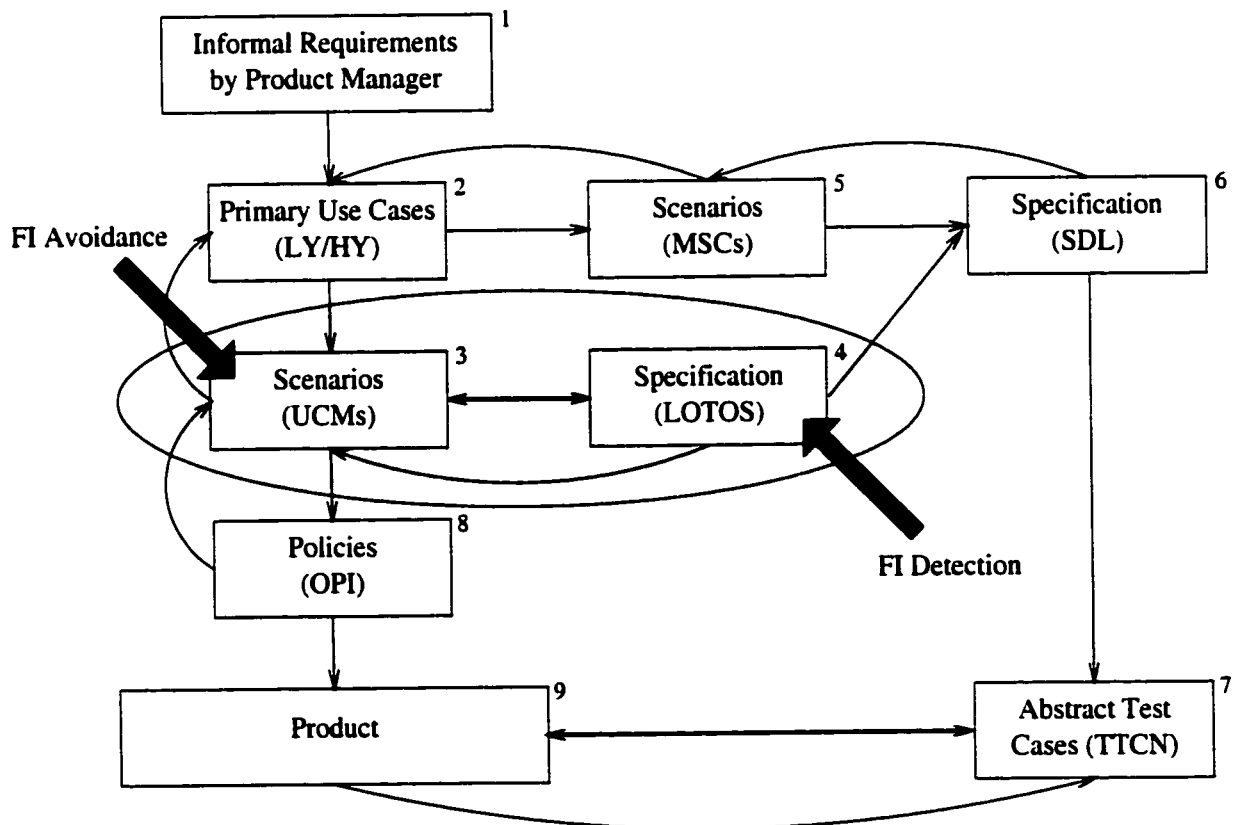 1
Informal Requirements
by Product Manager
2
Primary Use Cases
(LY/HY)
5
Scenarios
(MSCs)
6
Specification
(SDL)
FI Avoidance
3
Scenarios
(UCMs)
4
Specification
(LOTOS)
8
Policies
(OPI)
FI Detection
9
Product
7
Abstract Test
Cases (TTCN)